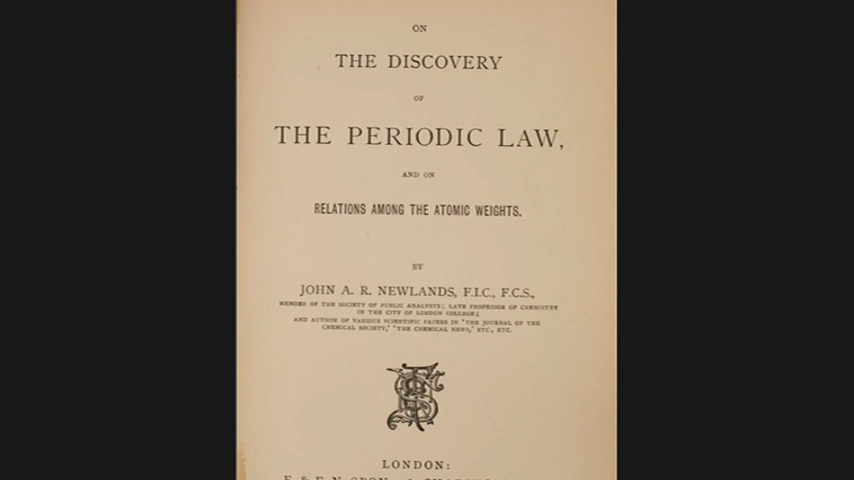 ON
THE DISCOVERY
OF
THE PERIODIC LAW,
AND ON
RELATIONS AMONG THE ATOMIC WEIGHTS.
BY
JOHN A. R. NEWLANDS, F.I.C., F.C.S.,
MEMBER OF THE SOCIETY OF PUBLIC ANALYSTS; LATE PROFESSOR OF CHEMISTRY
IN THE CITY OF LONDON COLLEGE;
AND AUTHOR OF VARIOUS SCIENTIFIC PAPERS IN 'THE JOURNAL OF THE
CHEMICAL SOCIETY,' 'THE CHEMICAL NEWS,' ETC., ETC.
LONDON:
E. & F. N. SPON,